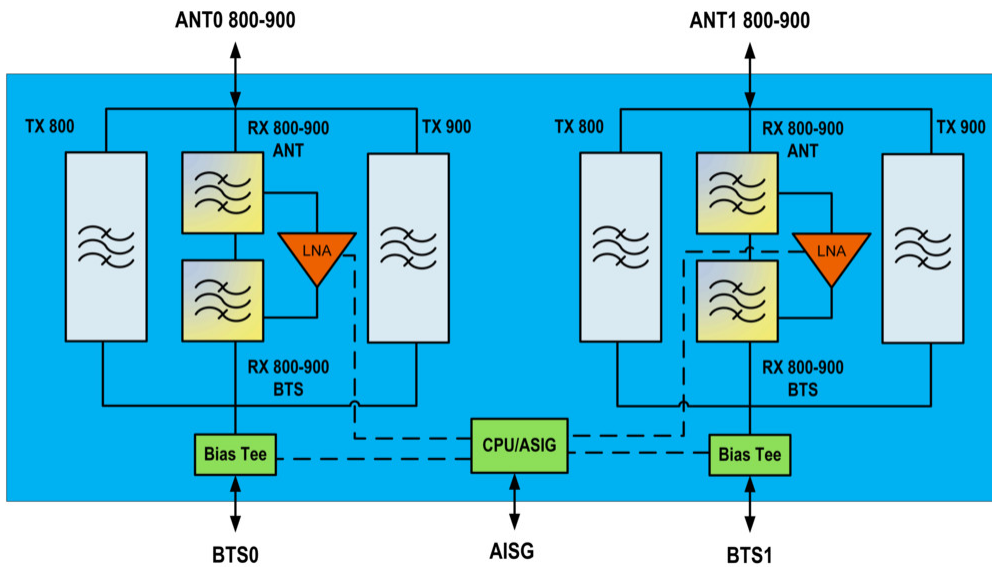 ANT0 800-900
ANT1 800-900
TX 800
RX 800-900
ANT
TX 900
TX 800
RX 800-900
ANT
TX 900
LNA
LNA
RX 800-900
BTS
RX 800-900
BTS
Bias Tee
CPU/ASIG
Bias Tee
BTS0
AISG
BTS1